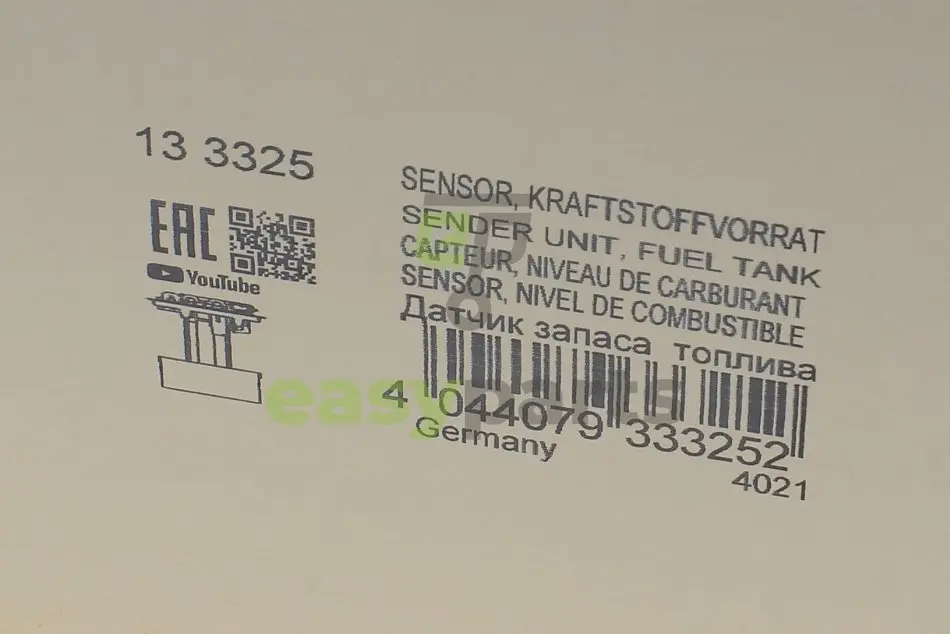 13 3325
EAC
YouTube
SENSOR, KRAFTSTOFFVORRAT
SENDER UNIT, FUEL TANK
CAPTEUR, NIVEAU DE CARBURANT
SENSOR, NIVEL DE COMBUSTIBLE
Датчик запаса топлива
4 044079 333252
Germany
4021
easyparts